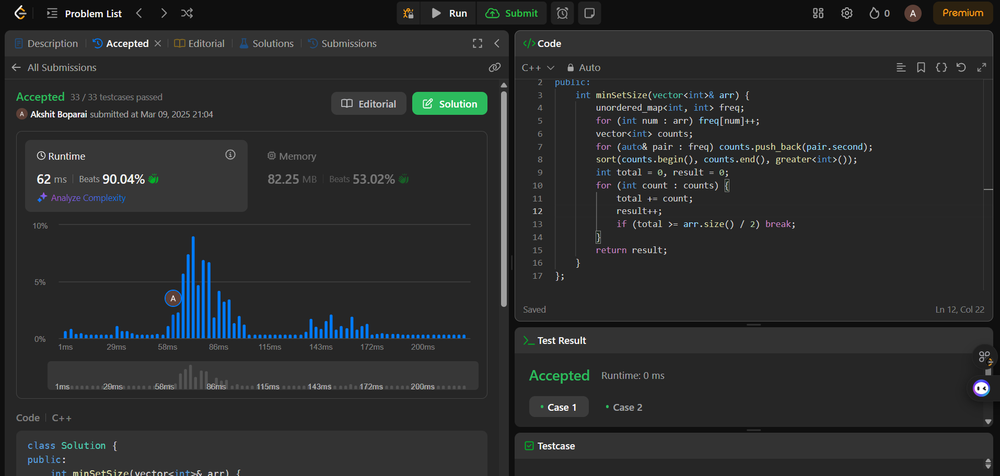 Problem List
Run
Submit
0
A
Premium
Description
Accepted
Editorial
Solutions
Submissions
All Submissions
Accepted 33 / 33 testcases passed
A Akshit Boparai submitted at Mar 09, 2025 21:04
Editorial
Solution
Runtime
62 ms Beats 90.04%
Analyze Complexity
Memory
82.25 MB Beats 53.02%
10%
5%
0%
A
1ms 29ms 58ms 86ms 115ms 143ms 172ms 200ms
1ms 29ms 58ms 86ms 115ms 143ms 172ms 200ms
Code C++
class Solution {
public:
int minSetSize(vector<int>& arr) {
</> Code
C++ Auto
2 public:
3 int minSetSize(vector<int>& arr) {
4 unordered_map<int, int> freq;
5 for (int num : arr) freq[num]++;
6 vector<int> counts;
7 for (auto& pair : freq) counts.push_back(pair.second);
8 sort(counts.begin(), counts.end(), greater<int>());
9 int total = 0, result = 0;
10 for (int count : counts) {
11 total += count;
12 result++;
13 if (total >= arr.size() / 2) break;
14 }
15 return result;
16 }
17 };
Saved
Ln 12, Col 22
Test Result
Accepted Runtime: 0 ms
Case 1
Case 2
Testcase